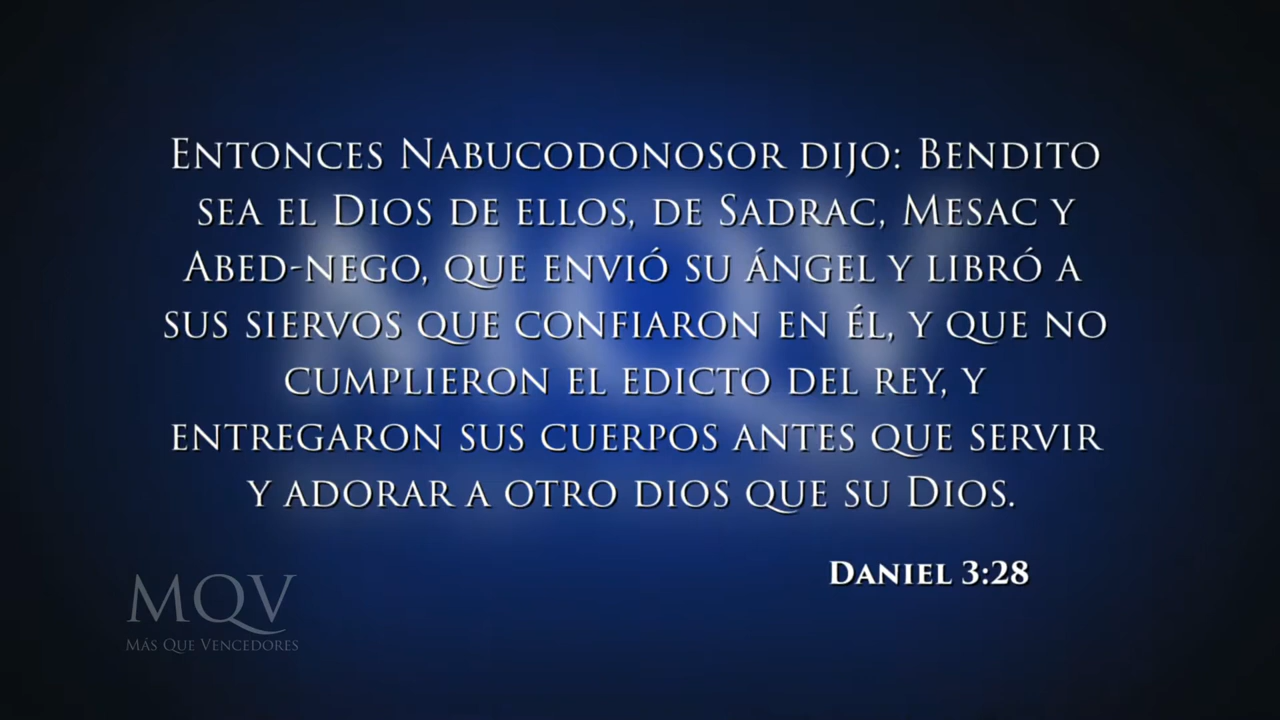 Entonces Nabucodonosor dijo: Bendito
sea el Dios de ellos, de Sadrac, Mesac y
Abed-nego, que envió su ángel y libró a
sus siervos que confiaron en él, y que no
cumplieron el edicto del rey, y
entregaron sus cuerpos antes que servir
y adorar a otro dios que su Dios.
Daniel 3:28
MQV
Más Que Vencedores